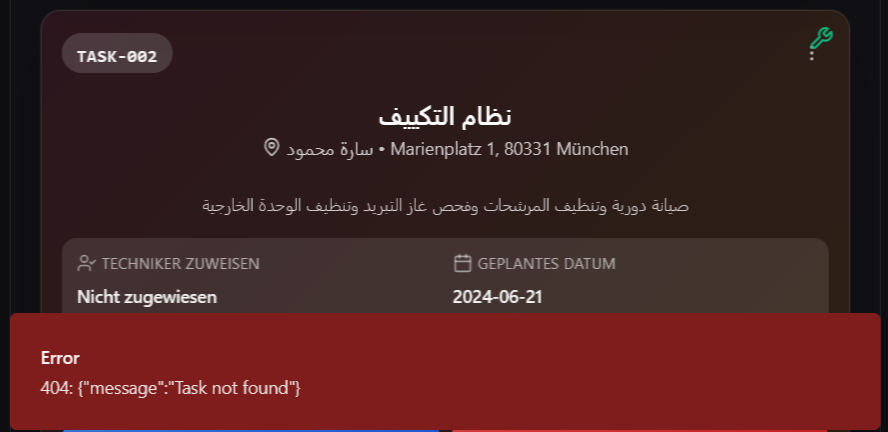 TASK-002
نظام التكييف
سارة محمود • Marienplatz 1, 80331 München
صيانة دورية وتنظيف المرشحات وفحص غاز التبريد وتنظيف الوحدة الخارجية
TECHNIKER ZUWEISEN
Nicht zugewiesen
GEPLANTES DATUM
2024-06-21
Error
404: {"message":"Task not found"}